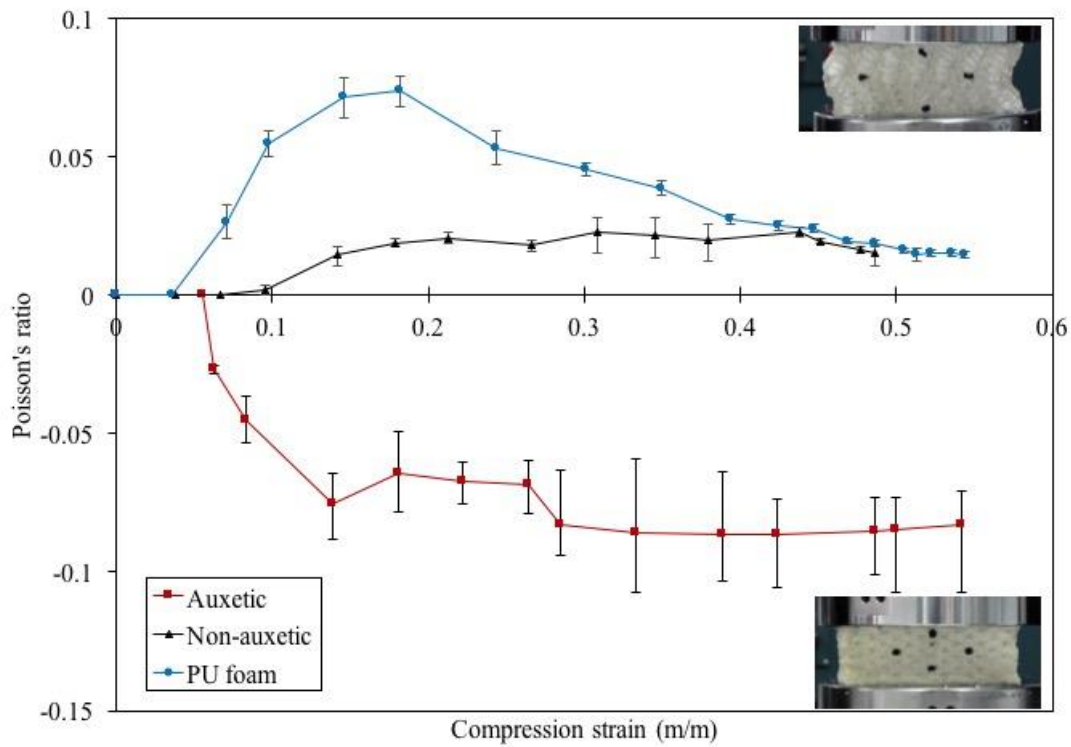 0.1
0.05
0
0 0.1 0.2 0.3 0.4 0.5 0.6
Poisson's ratio
-0.05
-0.1
-0.15
Auxetic
Non-auxetic
PU foam
Compression strain (m/m)